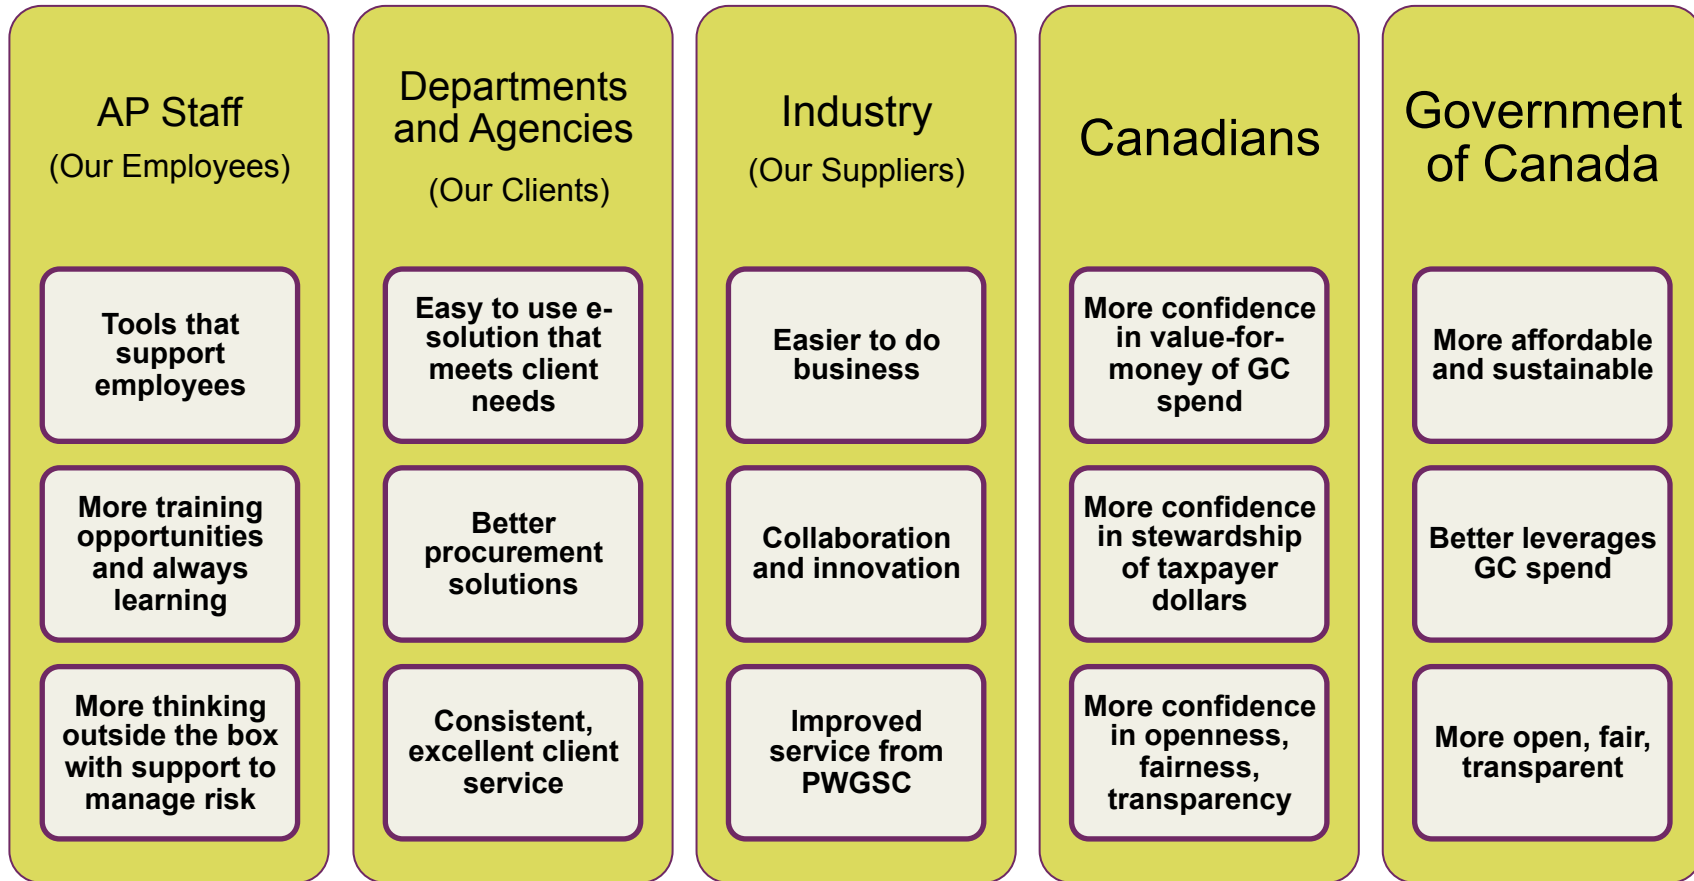 AP Staff
(Our Employees)
Tools that
support
employees
More training
opportunities
and always
learning
More thinking
outside the box
with support to
manage risk
Departments
and Agencies
(Our Clients)
Easy to use e-
solution that
meets client
needs
Better
procurement
solutions
Consistent,
excellent client
service
Industry
(Our Suppliers)
Easier to do
business
Collaboration
and innovation
Improved
service from
PWGSC
Canadians
More confidence
in value-for-
money of GC
spend
More confidence
in stewardship
of taxpayer
dollars
More confidence
in openness,
fairness,
transparency
Government
of Canada
More affordable
and sustainable
Better leverages
GC spend
More open, fair,
transparent